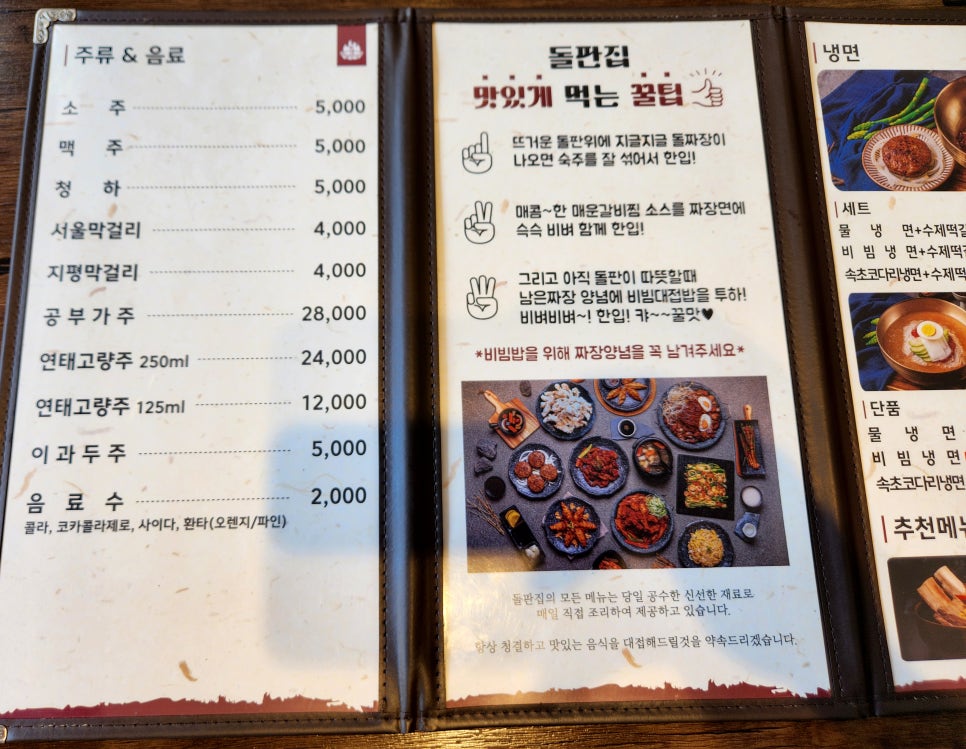 주류 & 음료
소 주 5,000
맥 주 5,000
청 하 5,000
서울막걸리 4,000
지평막걸리 4,000
공부가주 28,000
연태고량주 250ml 24,000
연태고량주 125ml 12,000
이과두주 5,000
음 료 수 2,000
콜라, 코카콜라제로, 사이다, 환타(오렌지/파인)
돌판집
맛있게 먹는 꿀팁
뜨거운 돌판위에 지글지글 돌짜장이
나오면 숙주를 잘 섞어서 한입!
매콤~한 매운갈비찜 소스를 짜장면에
슥슥 비벼 함께 한입!
그리고 아직 돌판이 따뜻할때
남은짜장 양념에 비빔대접밥을 투하!
비벼비벼~! 한입! 캬~~꿀맛♥
*비빔밥을 위해 짜장양념을 꼭 남겨주세요*
돌판집의 모든 메뉴는 당일 공수한 신선한 재료로
매일 직접 조리하여 제공하고 있습니다.
항상 청결하고 맛있는 음식을 대접해드릴것을 약속드리겠습니다.
냉면
세트
물 냉 면+수제떡갈
비 빔 냉 면+수제떡
속초코다리냉면+수제떡
단품
물 냉 면
비 빔 냉 면
속초코다리냉면
추천메뉴